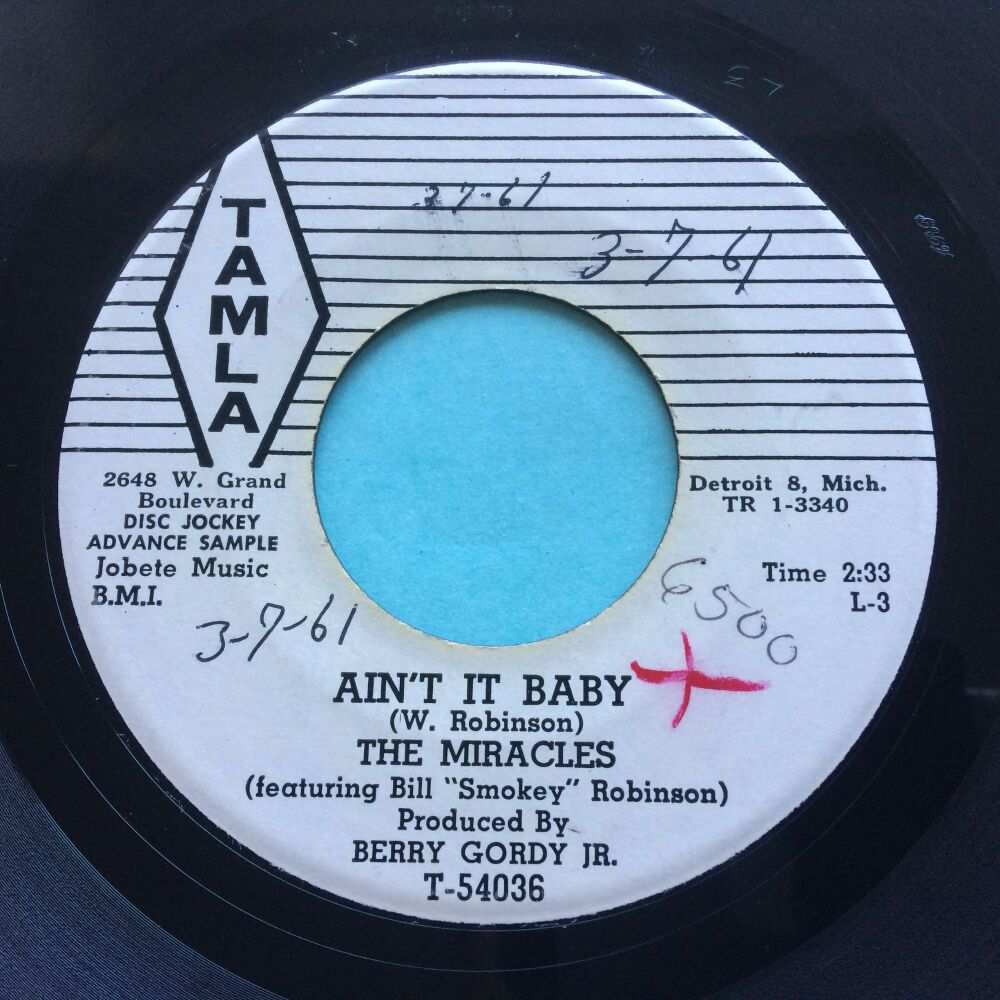 TAMLA
37-61
3-7-61
2648 W. Grand
Boulevard
DISC JOCKEY
ADVANCE SAMPLE
Jobete Music
B.M.I.
Detroit 8, Mich.
TR 1-3340
Time 2:33
L-3
3-7-61
6500
AIN'T IT BABY
(W. Robinson)
THE MIRACLES
(featuring Bill "Smokey" Robinson)
Produced By
BERRY GORDY JR.
T-54036